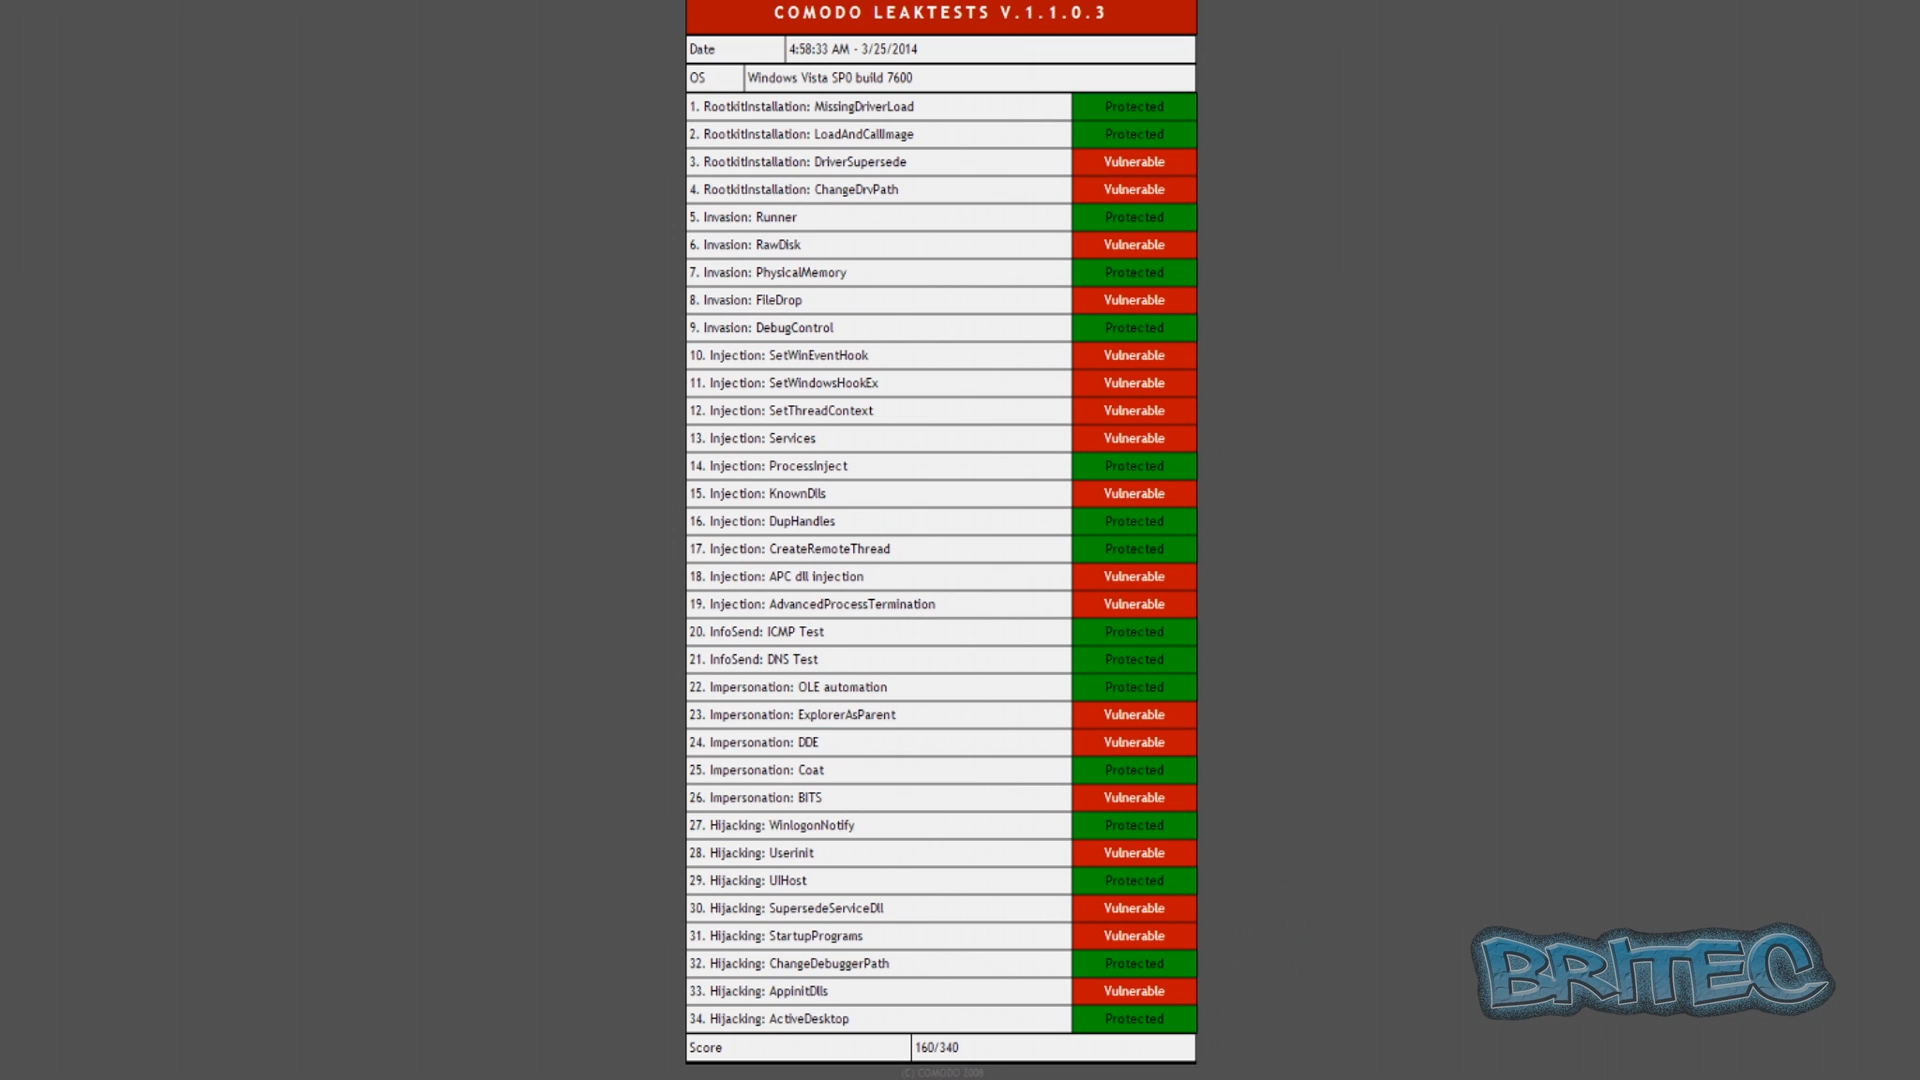 COMODO LEAKTESTS V.1.1.0.3
Date 4:58:33 AM - 3/25/2014
OS Windows Vista SP0 build 7600
1. RootkitInstallation: MissingDriverLoad Protected
2. RootkitInstallation: LoadAndCallImage Protected
3. RootkitInstallation: DriverSupersede Vulnerable
4. RootkitInstallation: ChangeDrvPath Vulnerable
5. Invasion: Runner Protected
6. Invasion: RawDisk Vulnerable
7. Invasion: PhysicalMemory Protected
8. Invasion: FileDrop Vulnerable
9. Invasion: DebugControl Protected
10. Injection: SetWinEventHook Vulnerable
11. Injection: SetWindowsHookEx Vulnerable
12. Injection: SetThreadContext Vulnerable
13. Injection: Services Vulnerable
14. Injection: ProcessInject Protected
15. Injection: KnownDlls Vulnerable
16. Injection: DupHandles Protected
17. Injection: CreateRemoteThread Protected
18. Injection: APC dll injection Vulnerable
19. Injection: AdvancedProcessTermination Vulnerable
20. InfoSend: ICMP Test Protected
21. InfoSend: DNS Test Protected
22. Impersonation: OLE automation Protected
23. Impersonation: ExplorerAsParent Vulnerable
24. Impersonation: DDE Vulnerable
25. Impersonation: Coat Protected
26. Impersonation: BITS Vulnerable
27. Hijacking: WinlogonNotify Protected
28. Hijacking: Userinit Vulnerable
29. Hijacking: UIHost Protected
30. Hijacking: SupersedeServiceDll Vulnerable
31. Hijacking: StartupPrograms Vulnerable
32. Hijacking: ChangeDebuggerPath Protected
33. Hijacking: AppinitDlls Vulnerable
34. Hijacking: ActiveDesktop Protected
Score 160/340
(C) COMODO 2008
BRITEC